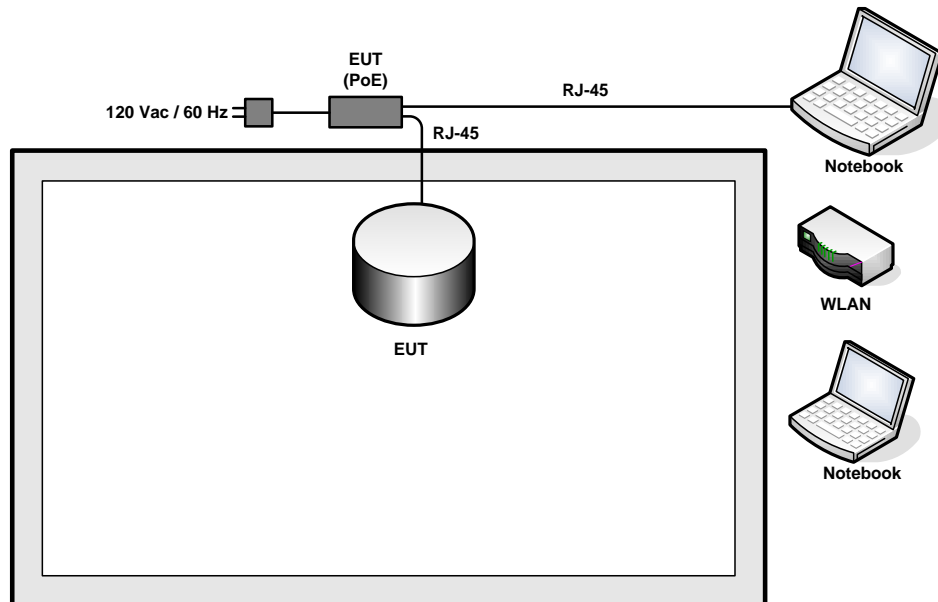 EUT
(PoE)
120 Vac / 60 Hz
RJ-45
RJ-45
Notebook
WLAN
EUT
Notebook